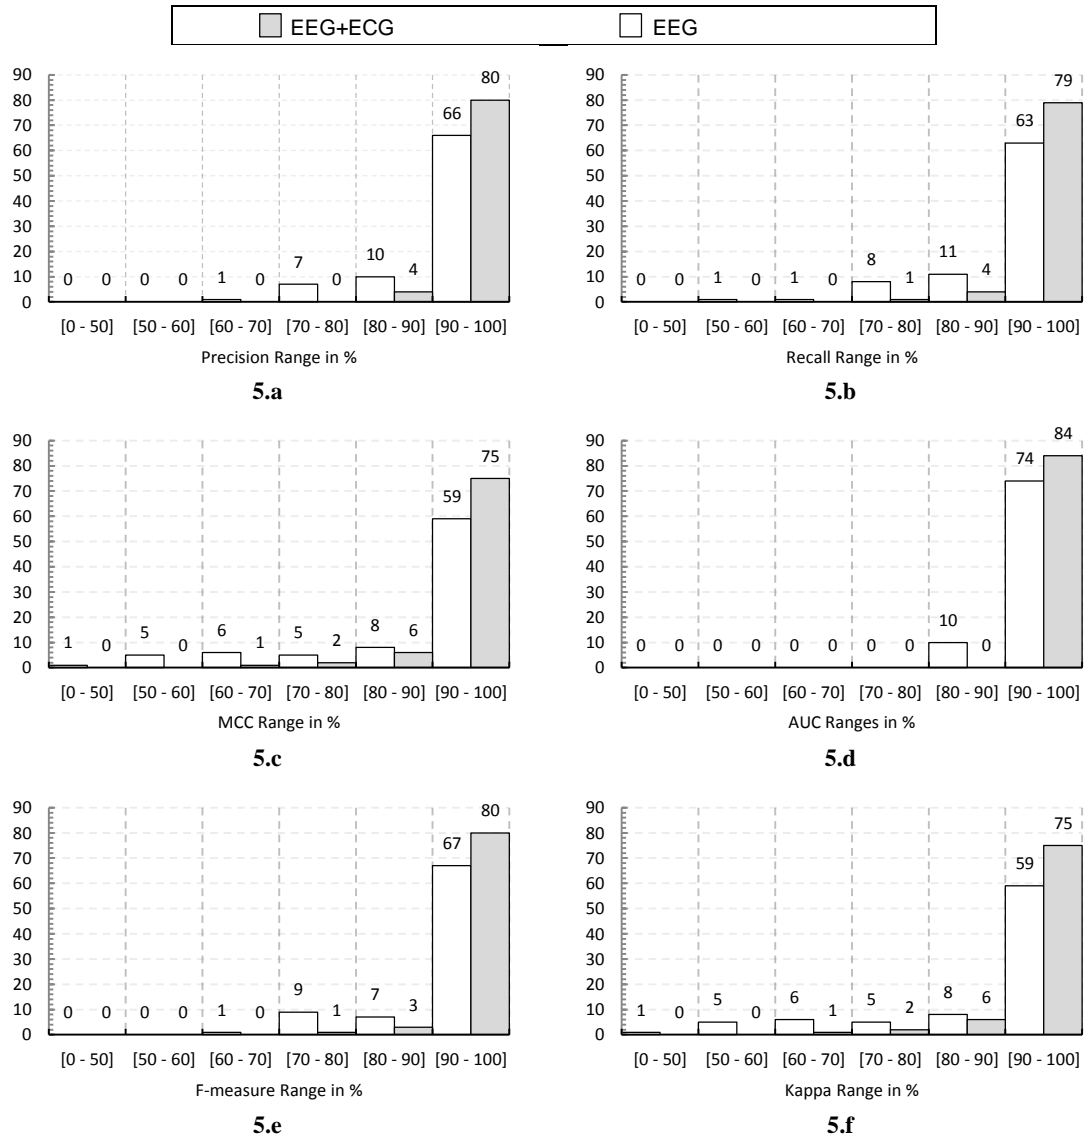 EEG+ECG EEG
90
80
70
60
50
40
30
20
10
0
0 0 0 0 1 0 7 0 10 4 66 80
[0 - 50] [50 - 60] [60 - 70] [70 - 80] [80 - 90] [90 - 100]
Precision Range in %
5.a
90
80
70
60
50
40
30
20
10
0
0 0 1 0 1 0 8 1 11 4 63 79
[0 - 50] [50 - 60] [60 - 70] [70 - 80] [80 - 90] [90 - 100]
Recall Range in %
5.b
90
80
70
60
50
40
30
20
10
0
1 0 5 0 6 1 5 2 8 6 59 75
[0 - 50] [50 - 60] [60 - 70] [70 - 80] [80 - 90] [90 - 100]
MCC Range in %
5.c
90
80
70
60
50
40
30
20
10
0
0 0 0 0 0 0 0 0 10 0 74 84
[0 - 50] [50 - 60] [60 - 70] [70 - 80] [80 - 90] [90 - 100]
AUC Ranges in %
5.d
90
80
70
60
50
40
30
20
10
0
0 0 0 0 1 0 9 1 7 3 67 80
[0 - 50] [50 - 60] [60 - 70] [70 - 80] [80 - 90] [90 - 100]
F-measure Range in %
5.e
90
80
70
60
50
40
30
20
10
0
1 0 5 0 6 1 5 2 8 6 59 75
[0 - 50] [50 - 60] [60 - 70] [70 - 80] [80 - 90] [90 - 100]
Kappa Range in %
5.f